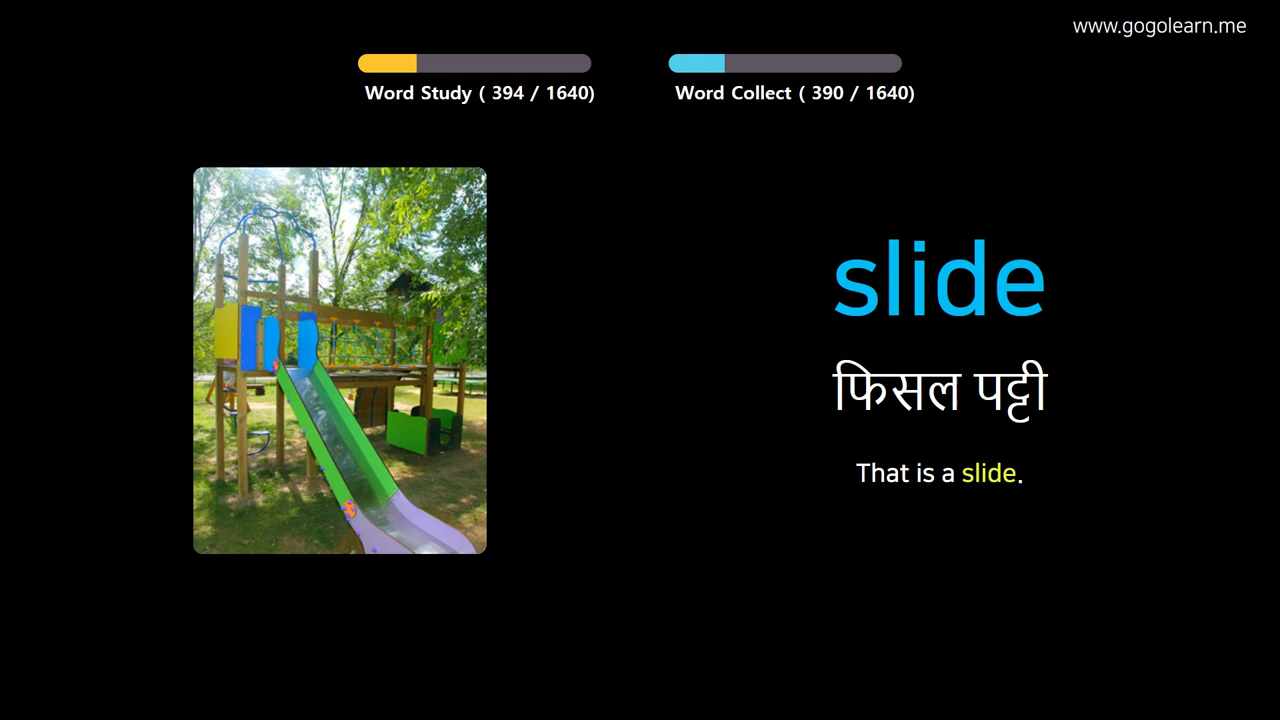 www.gogolearn.me
Word Study ( 394 / 1640)
Word Collect ( 390 / 1640)
slide
फिसल पट्टी
That is a slide.